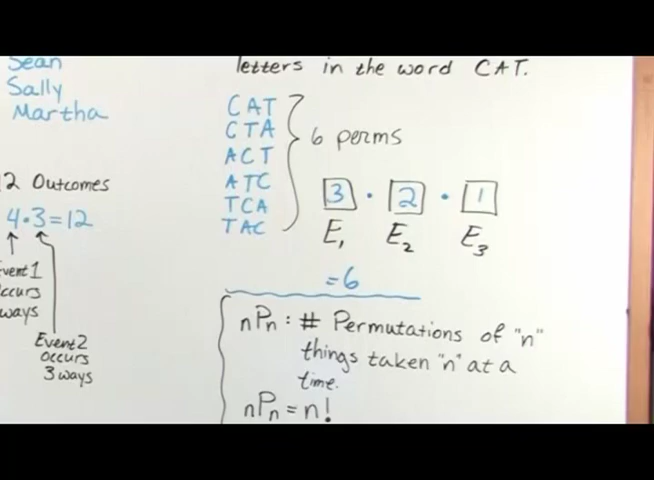 Sean
Sally
Martha
2 Outcomes
4·3=12
Event 1
occurs
ways
Event 2
occurs
3 ways
letters in the word CAT.
CAT
CTA
ACT
ATC
TCA
TAC
6 perms
3 · 2 · 1
E₁ E₂ E₃
=6
nPn: # Permutations of "n"
things taken "n" at a
time.
nPn = n!